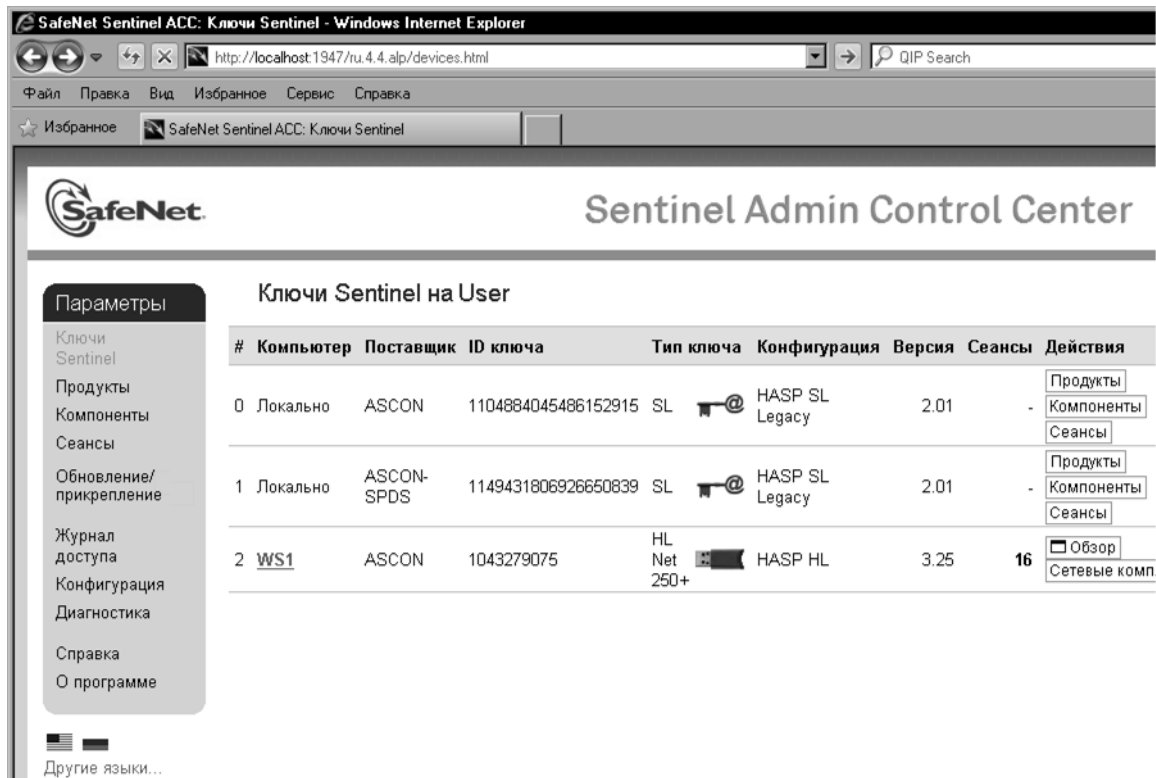 SafeNet Sentinel ACC: Ключи Sentinel - Windows Internet Explorer
http://localhost:1947/ru.4.4.alp/devices.html
QIP Search
Файл Правка Вид Избранное Сервис Справка
Избранное
SafeNet Sentinel ACC: Ключи Sentinel
SafeNet.
Sentinel Admin Control Center
Параметры
Ключи
Sentinel
Продукты
Компоненты
Сеансы
Обновление/
прикрепление
Журнал
доступа
Конфигурация
Диагностика
Справка
О программе
Другие языки...
Ключи Sentinel на User
# Компьютер Поставщик ID ключа Тип ключа Конфигурация Версия Сеансы Действия
0 Локально ASCON 1104884045486152915 SL HASP SL Legacy 2.01 - Продукты Компоненты Сеансы
1 Локально ASCON-SPDS 1149431806926650839 SL HASP SL Legacy 2.01 - Продукты Компоненты Сеансы
2 WS1 ASCON 1043279075 HL Net 250+ HASP HL 3.25 16 Обзор Сетевые комп.